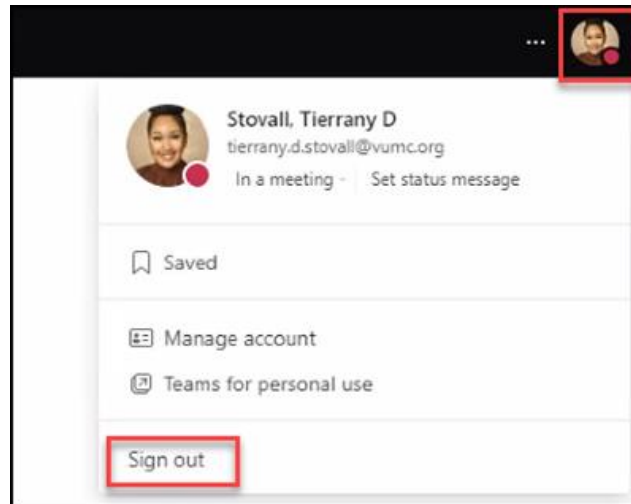 ...
Stovall, Tierrany D
tierrany.d.stovall@vumc.org
In a meeting - Set status message
Saved
Manage account
Teams for personal use
Sign out